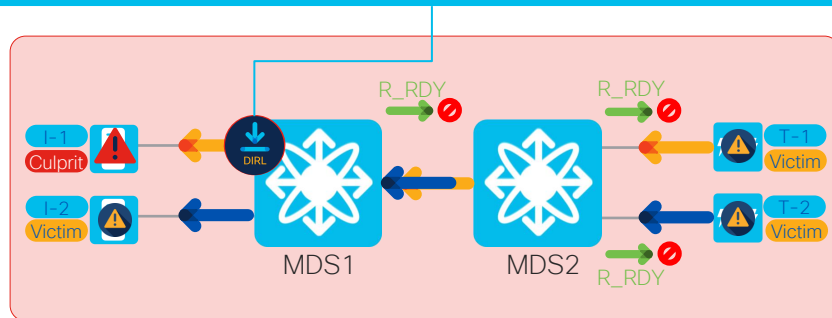 R_RDY
R_RDY
I-1
Culprit
DIRL
T-1
Victim
I-2
Victim
T-2
Victim
MDS1
MDS2
R_RDY